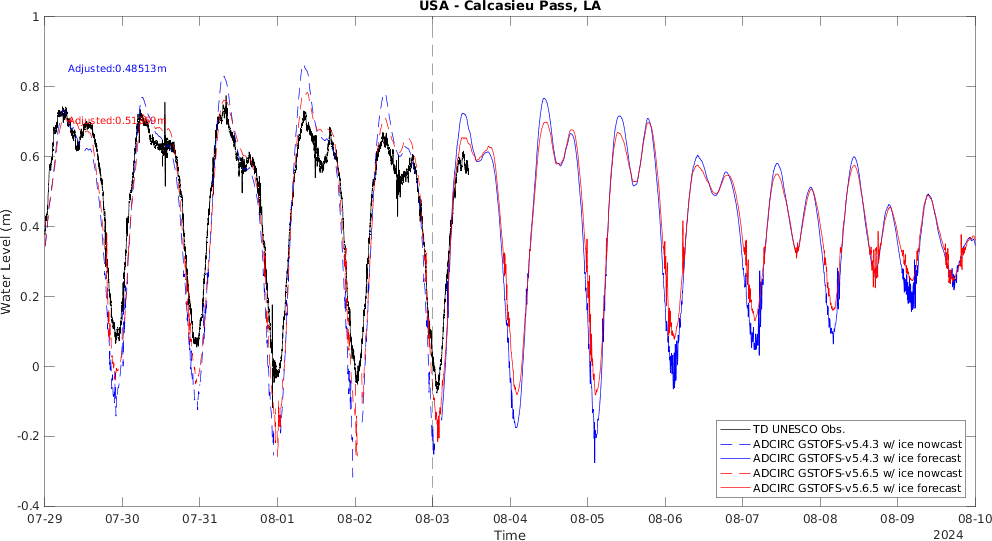 USA - Calcasieu Pass, LA
1
0.8
0.6
0.4
0.2
0
-0.2
-0.4
Water Level (m)
Adjusted:0.48513m
07-29
07-30
07-31
08-01
08-02
08-03
08-04
08-05
08-06
08-07
08-08
08-09
08-10
Time
2024
TD UNESCO Obs.
ADCIRC GSTOFS-v5.4.3 w/ ice nowcast
ADCIRC GSTOFS-v5.4.3 w/ ice forecast
ADCIRC GSTOFS-v5.6.5 w/ ice nowcast
ADCIRC GSTOFS-v5.6.5 w/ ice forecast